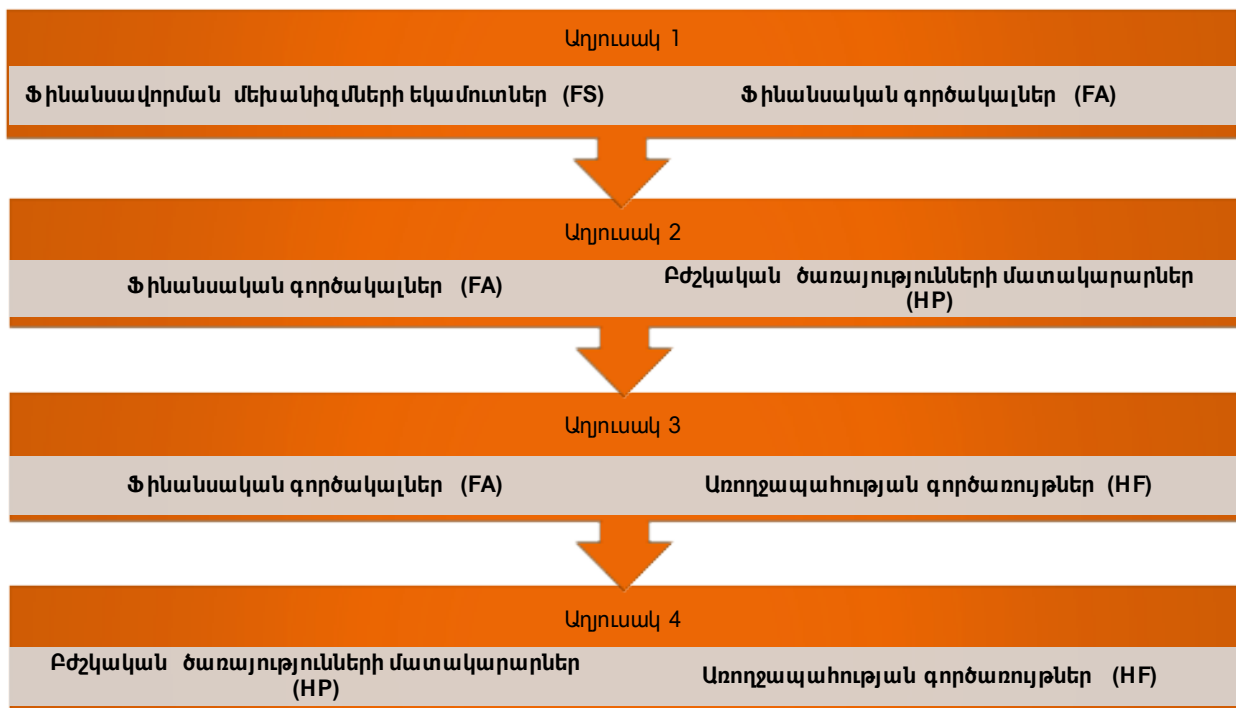 Աղյուսակ 1
Ֆինանսավորման մեխանիզմների եկամուտներ (FS) Ֆինանսական գործակալներ (FA)
Աղյուսակ 2
Ֆինանսական գործակալներ (FA) Բժշկական ծառայությունների մատակարարներ
(HP)
Աղյուսակ 3
Ֆինանսական գործակալներ (FA) Առողջապահության գործառույթներ (HF)
Աղյուսակ 4
Բժշկական ծառայությունների մատակարարներ
(HP) Առողջապահության գործառույթներ (HF)